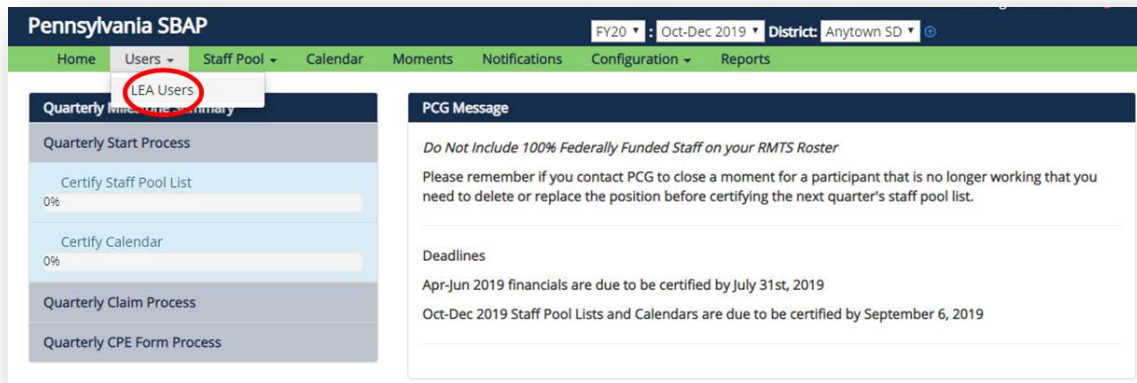 Pennsylvania SBAP
FY20 : Oct-Dec 2019 District: Anytown SD
Home Users Staff Pool Calendar Moments Notifications Configuration Reports
LEA Users
Quarterly Milestone Summary
Quarterly Start Process
Certify Staff Pool List
0%
Certify Calendar
0%
Quarterly Claim Process
Quarterly CPE Form Process
PCG Message
Do Not Include 100% Federally Funded Staff on your RMTS Roster
Please remember if you contact PCG to close a moment for a participant that is no longer working that you
need to delete or replace the position before certifying the next quarter's staff pool list.
Deadlines
Apr-Jun 2019 financials are due to be certified by July 31st, 2019
Oct-Dec 2019 Staff Pool Lists and Calendars are due to be certified by September 6, 2019